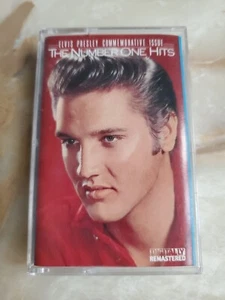 ELVIS PRESLEY COMMEMORATIVE ISSUE
THE NUMBER ONE HITS
DIGITALLY
REMASTERED